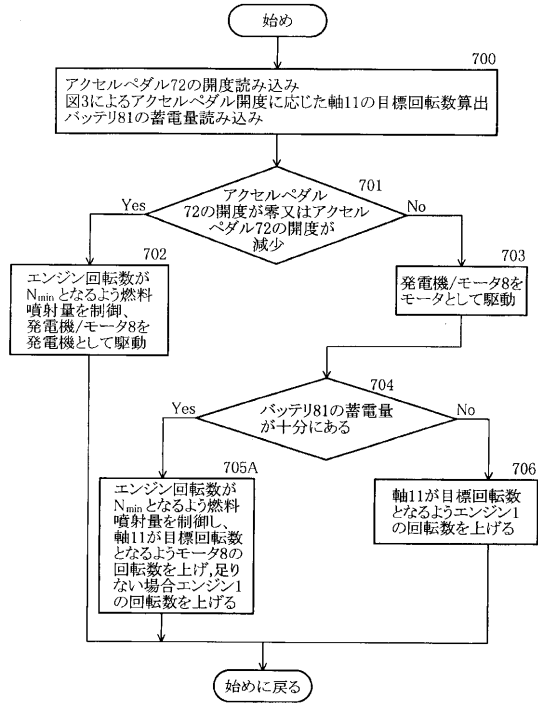 始め
700
アクセルペダル72の開度読み込み
図3によるアクセルペダル開度に応じた軸11の目標回転数算出
バッテリ81の蓄電量読み込み
701
アクセルペダル
72の開度が零又はアクセル
ペダル72の開度が
減少
Yes
No
702
エンジン回転数が
Nminとなるよう燃料
噴射量を制御、
発電機/モータ8を
発電機として駆動
703
発電機/モータ8を
モータとして駆動
704
バッテリ81の蓄電量
が十分にある
Yes
No
705A
エンジン回転数が
Nminとなるよう燃料
噴射量を制御し、
軸11が目標回転数
となるようモータ8の
回転数を上げ,足り
ない場合エンジン1
の回転数を上げる
706
軸11が目標回転数
となるようエンジン1
の回転数を上げる
始めに戻る